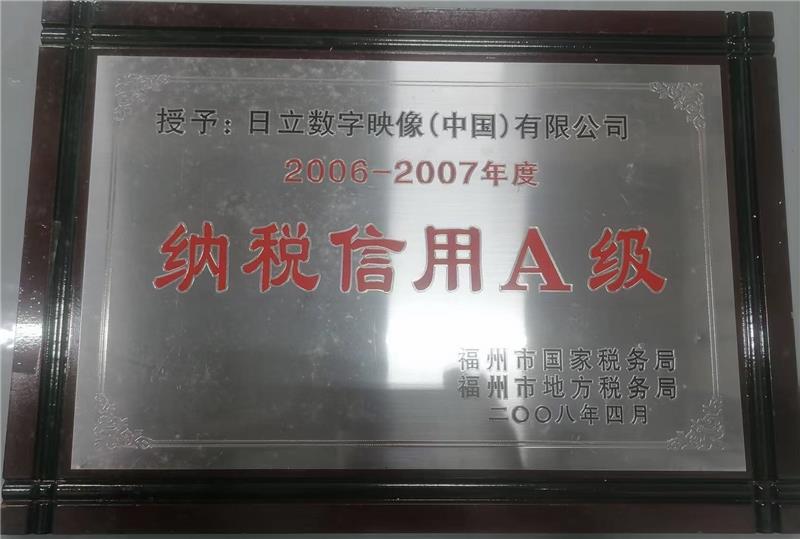 授予：日立数字映像（中国）有限公司
2006-2007年度
纳税信用A级
福州市国家税务局
福州市地方税务局
二〇〇八年四月